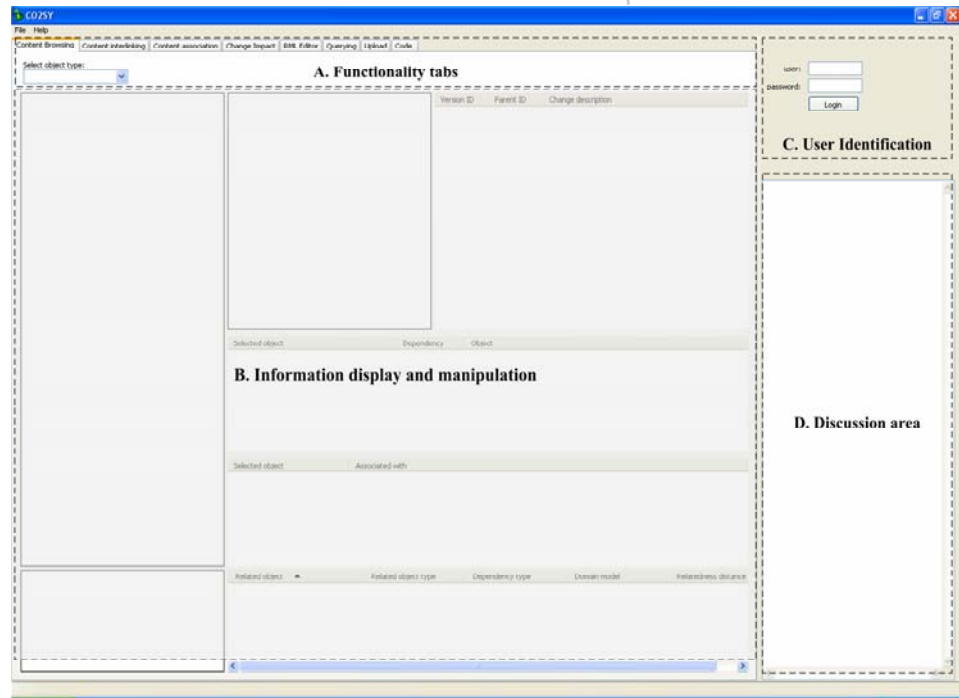 CO2SY
File Help
Content Browsing Content interlinking Content association Change Impact BML Editor Querying Upload Code
Select object type:
A. Functionality tabs
user:
password:
Login
C. User Identification
Version ID Parent ID Change description
Selected object Dependency Object
B. Information display and manipulation
D. Discussion area
Selected object Associated with
Related object Related object type Dependency type Domain model Relatedness distance